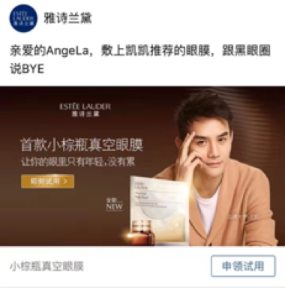 雅诗兰黛
亲爱的AngeLa，敷上凯凯推荐的眼膜，跟黑眼圈
说BYE
ESTĒE LAUDER
雅诗兰黛
首款小棕瓶真空眼膜
让你的眼里只有年轻,没有累
即刻试用 >
全新
NEW
小棕瓶真空眼膜
申领试用